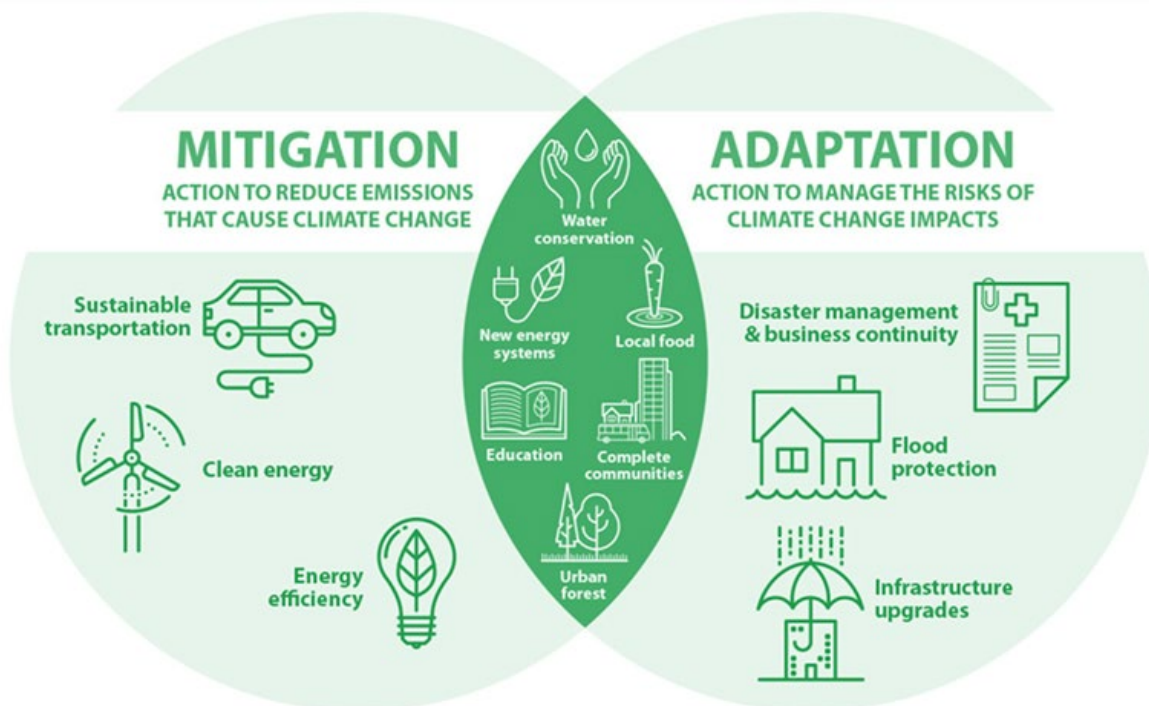 MITIGATION
ACTION TO REDUCE EMISSIONS
THAT CAUSE CLIMATE CHANGE
Sustainable
transportation
Clean energy
Energy
efficiency
Water
conservation
New energy
systems
Local food
Education
Complete
communities
Urban
forest
ADAPTATION
ACTION TO MANAGE THE RISKS OF
CLIMATE CHANGE IMPACTS
Disaster management
& business continuity
Flood
protection
Infrastructure
upgrades